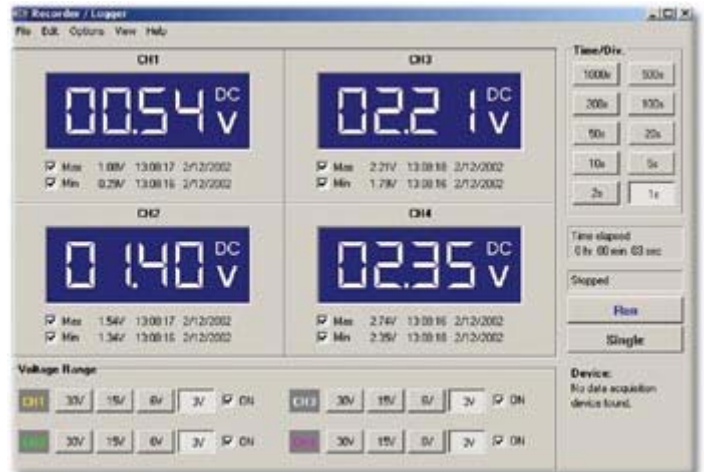 Recorder / Logger
File Edit Options View Help
CH1
00.54 DC V
Max 1.08V 13:08:17 2/12/2002
Min 0.29V 13:08:16 2/12/2002
CH3
02.21 DC V
Max 2.21V 13:08:18 2/12/2002
Min 1.79V 13:08:16 2/12/2002
CH2
01.40 DC V
Max 1.54V 13:08:17 2/12/2002
Min 1.34V 13:08:16 2/12/2002
CH4
02.35 DC V
Max 2.74V 13:08:16 2/12/2002
Min 2.35V 13:08:18 2/12/2002
Time/Div.
1000s 500s
200s 100s
50s 20s
10s 5s
2s 1s
Time elapsed
0 hr 00 min 03 sec
Stopped
Run
Single
Voltage Range
CH1 30V 15V 6V 3V ON
CH3 30V 15V 6V 3V ON
CH2 30V 15V 6V 3V ON
CH4 30V 15V 6V 3V ON
Device:
No data acquisition
device found.